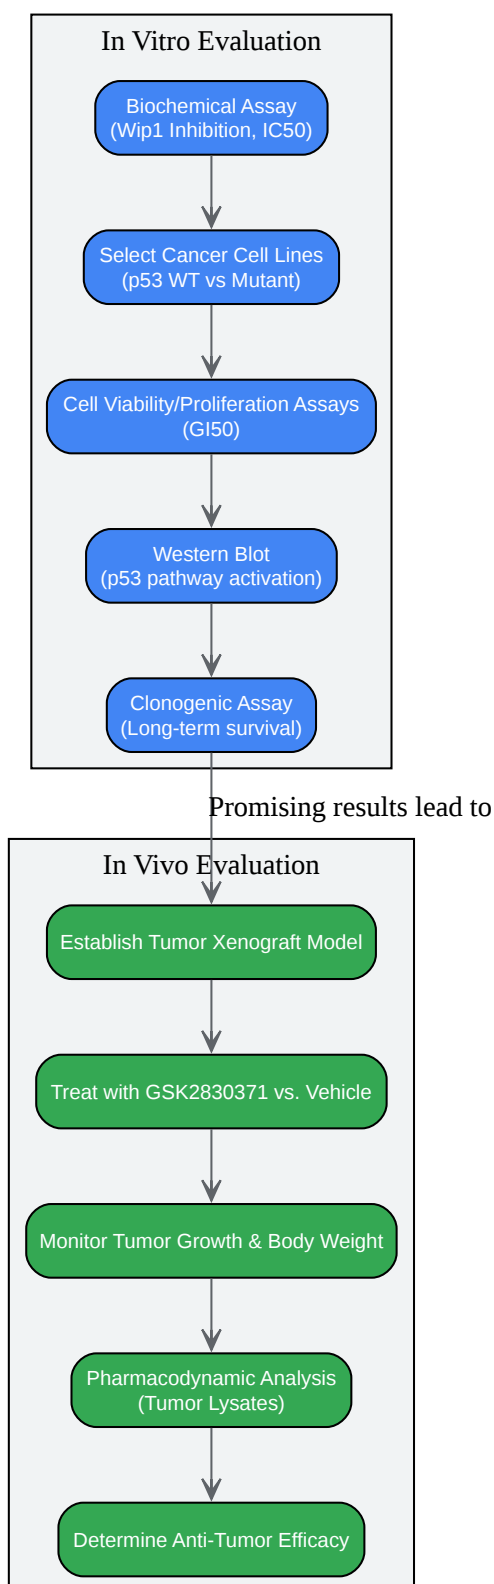 In Vitro Evaluation
Biochemical Assay
(Wip1 Inhibition, IC50)
Select Cancer Cell Lines
(p53 WT vs Mutant)
Cell Viability/Proliferation Assays
(GI50)
Western Blot
(p53 pathway activation)
Clonogenic Assay
(Long-term survival)
Promising results lead to
In Vivo Evaluation
Establish Tumor Xenograft Model
Treat with GSK2830371 vs. Vehicle
Monitor Tumor Growth & Body Weight
Pharmacodynamic Analysis
(Tumor Lysates)
Determine Anti-Tumor Efficacy